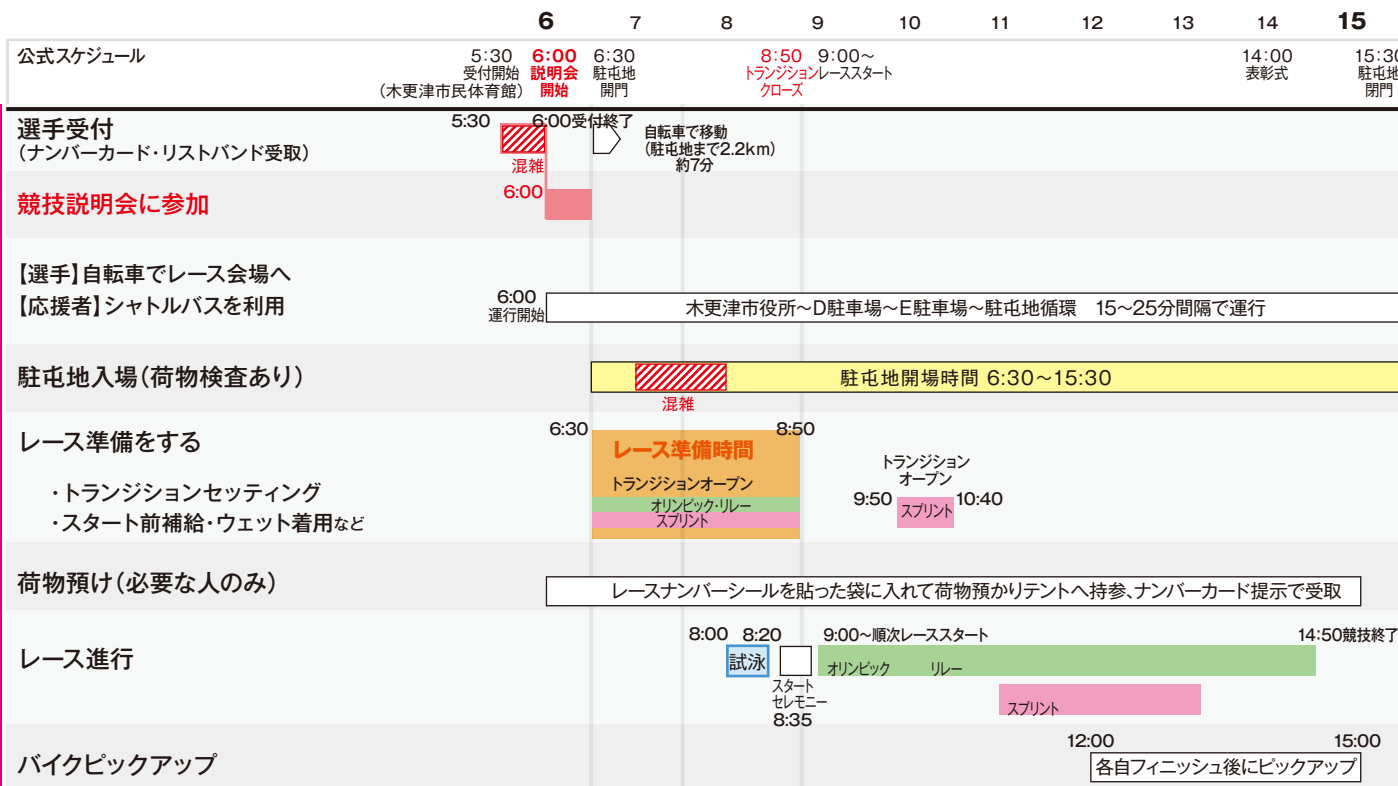 6 7 8 9 10 11 12 13 14 15
公式スケジュール
5:30
受付開始
(木更津市民体育館)
6:00
説明会
開始
6:30
駐屯地
開門
8:50
トランジション
クローズ
9:00〜
レーススタート
14:00
表彰式
15:30
駐屯地
閉門
選手受付
(ナンバーカード・リストバンド受取)
5:30
6:00受付終了
混雑
自転車で移動
(駐屯地まで2.2km)
約7分
競技説明会に参加
6:00
【選手】自転車でレース会場へ
【応援者】シャトルバスを利用
6:00
運行開始
木更津市役所〜D駐車場〜E駐車場〜駐屯地循環　15〜25分間隔で運行
駐屯地入場(荷物検査あり)
駐屯地開場時間 6:30〜15:30
混雑
レース準備をする
・トランジションセッティング
・スタート前補給・ウェット着用など
6:30
8:50
レース準備時間
トランジションオープン
オリンピック・リレー
スプリント
トランジション
オープン
9:50
スプリント
10:40
荷物預け(必要な人のみ)
レースナンバーシールを貼った袋に入れて荷物預かりテントへ持参、ナンバーカード提示で受取
レース進行
8:00
8:20
試泳
スタート
セレモニー
8:35
9:00〜順次レーススタート
14:50競技終了
オリンピック
リレー
スプリント
バイクピックアップ
12:00
15:00
各自フィニッシュ後にピックアップ